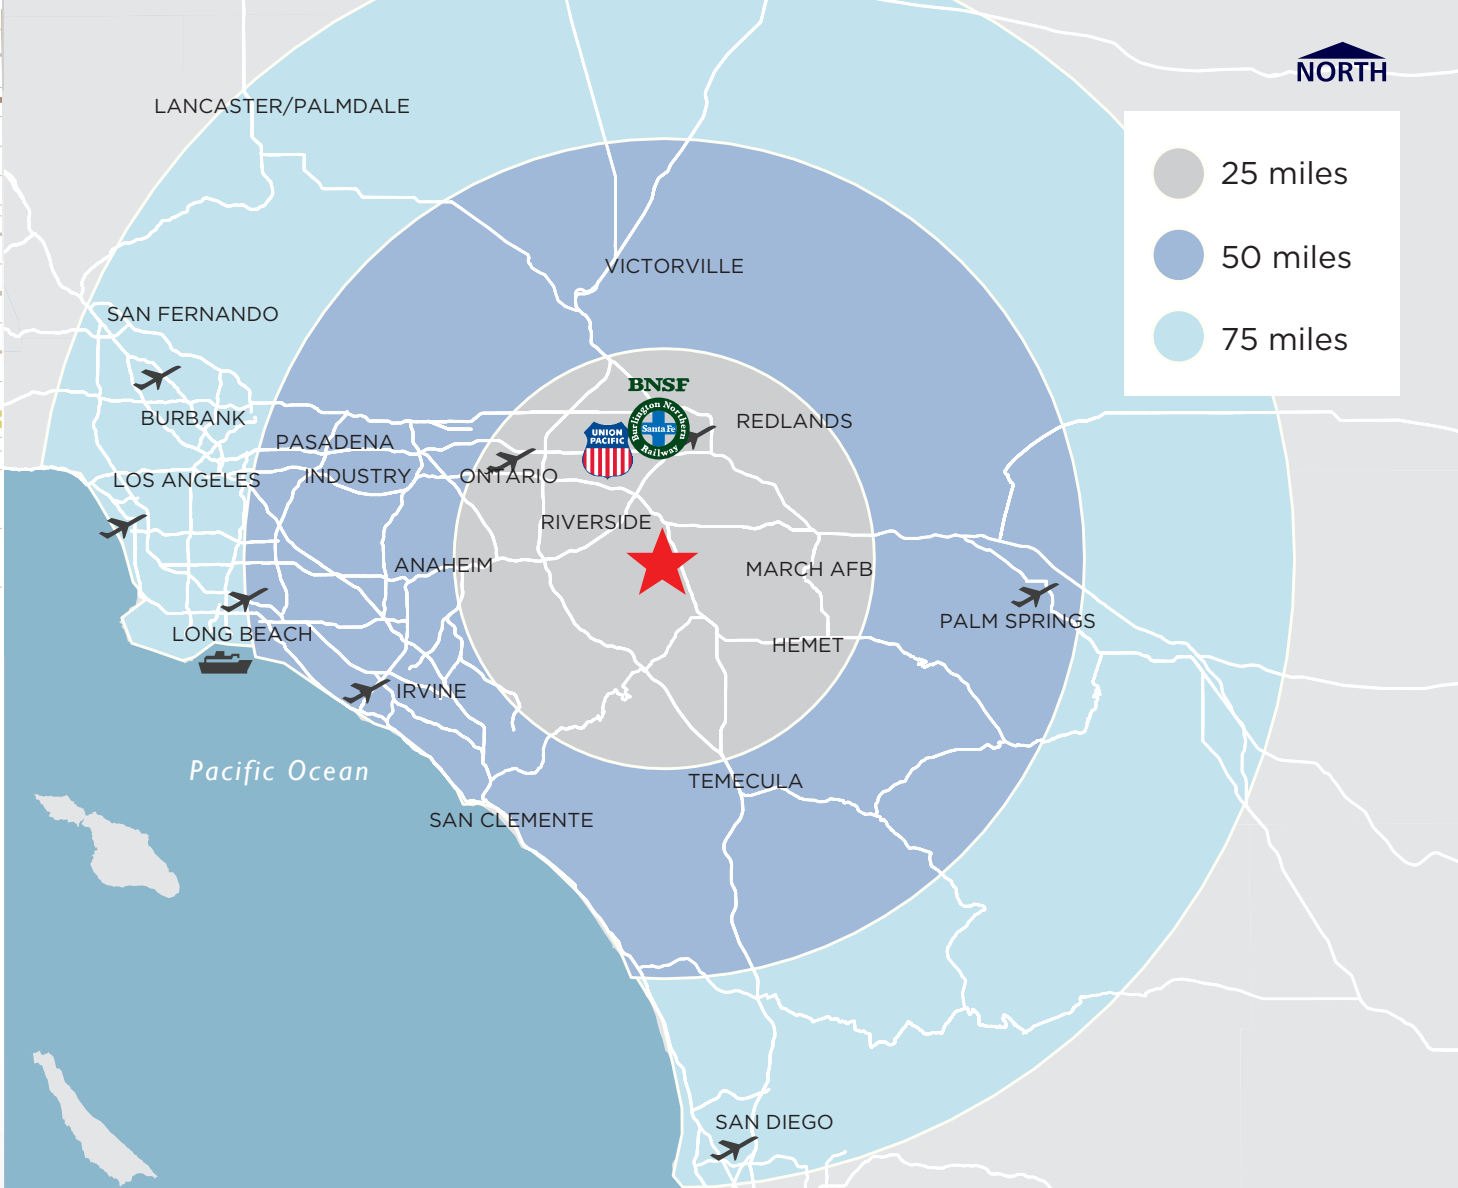 NORTH
LANCASTER/PALMDALE
25 miles
50 miles
75 miles
VICTORVILLE
SAN FERNANDO
BNSF
Burlington Northern
Santa Fe
Railway
UNION
PACIFIC
BURBANK
REDLANDS
PASADENA
LOS ANGELES
INDUSTRY
ONTARIO
RIVERSIDE
ANAHEIM
MARCH AFB
PALM SPRINGS
LONG BEACH
HEMET
IRVINE
Pacific Ocean
TEMECULA
SAN CLEMENTE
SAN DIEGO